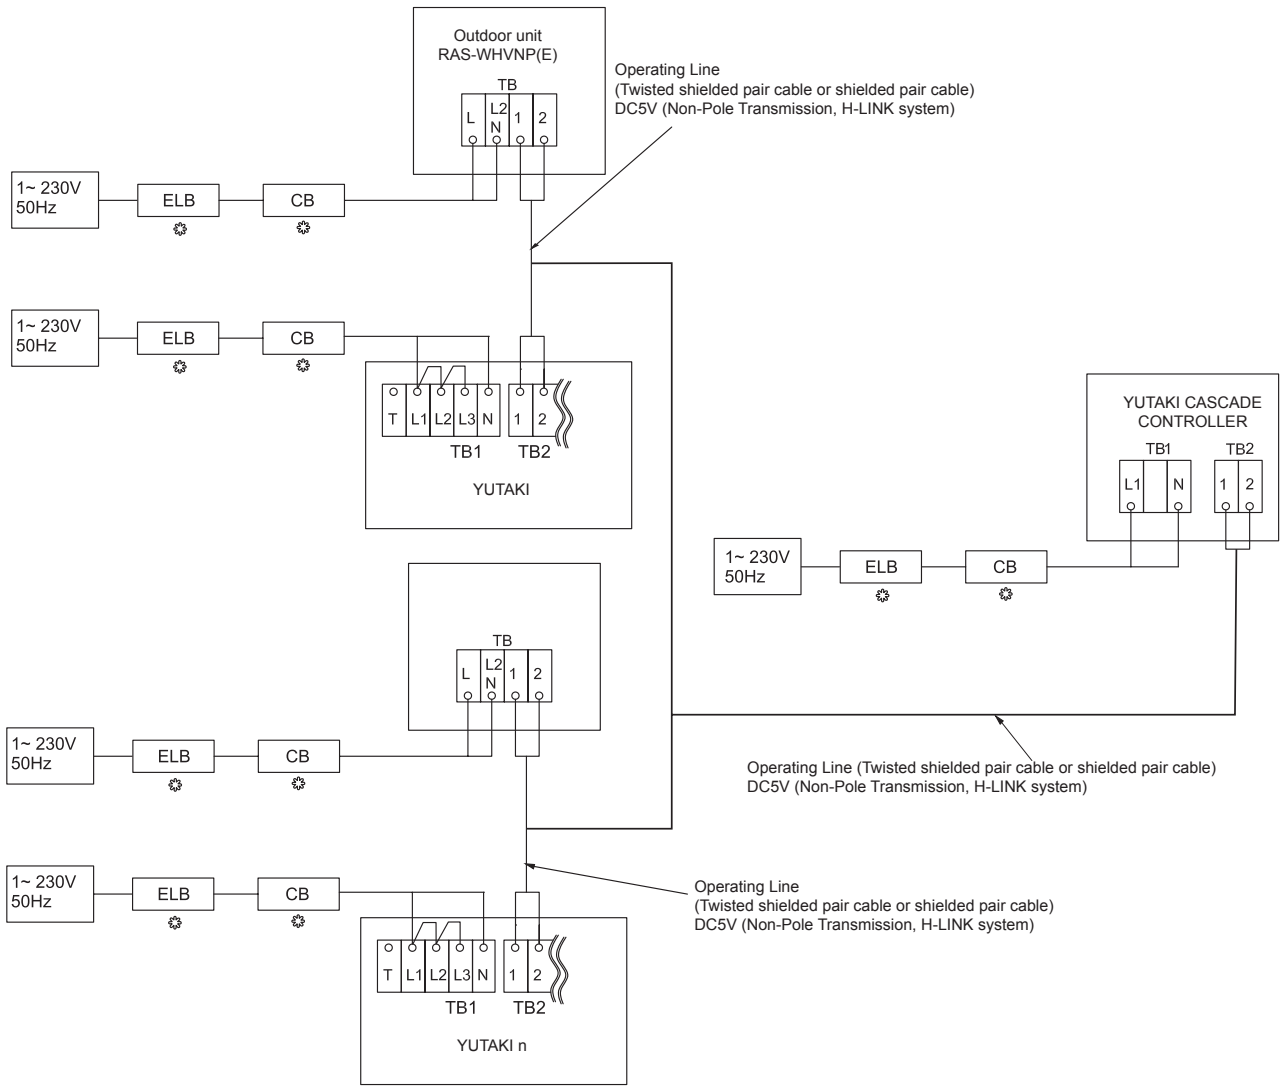 Outdoor unit
RAS-WHVNP(E)
TB
L
L2
N
1
2
Operating Line
(Twisted shielded pair cable or shielded pair cable)
DC5V (Non-Pole Transmission, H-LINK system)
1~ 230V
50Hz
ELB
CB
1~ 230V
50Hz
ELB
CB
T L1 L2 L3 N
1 2
TB1
TB2
YUTAKI
YUTAKI CASCADE
CONTROLLER
TB1
TB2
L1 N
1 2
1~ 230V
50Hz
ELB
CB
TB
L
L2
N
1
2
1~ 230V
50Hz
ELB
CB
Operating Line (Twisted shielded pair cable or shielded pair cable)
DC5V (Non-Pole Transmission, H-LINK system)
1~ 230V
50Hz
ELB
CB
Operating Line
(Twisted shielded pair cable or shielded pair cable)
DC5V (Non-Pole Transmission, H-LINK system)
T L1 L2 L3 N
1 2
TB1
TB2
YUTAKI n